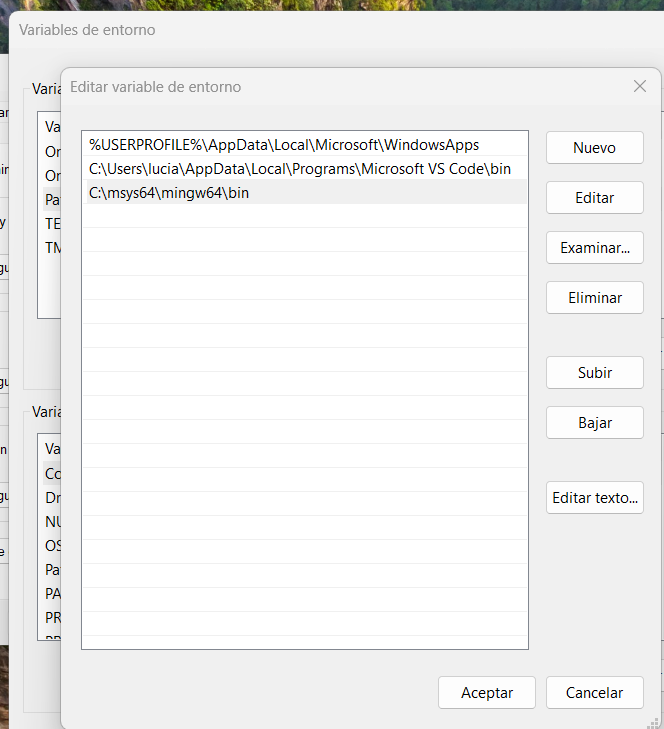 Variables de entorno
Editar variable de entorno
%USERPROFILE%\AppData\Local\Microsoft\WindowsApps
C:\Users\lucia\AppData\Local\Programs\Microsoft VS Code\bin
C:\msys64\mingw64\bin
Nuevo
Editar
Examinar...
Eliminar
Subir
Bajar
Editar texto...
Aceptar
Cancelar
Varia
Va
On
On
Pa
TE
TM
Varia
Va
Co
Dr
NU
OS
Pa
PA
PR